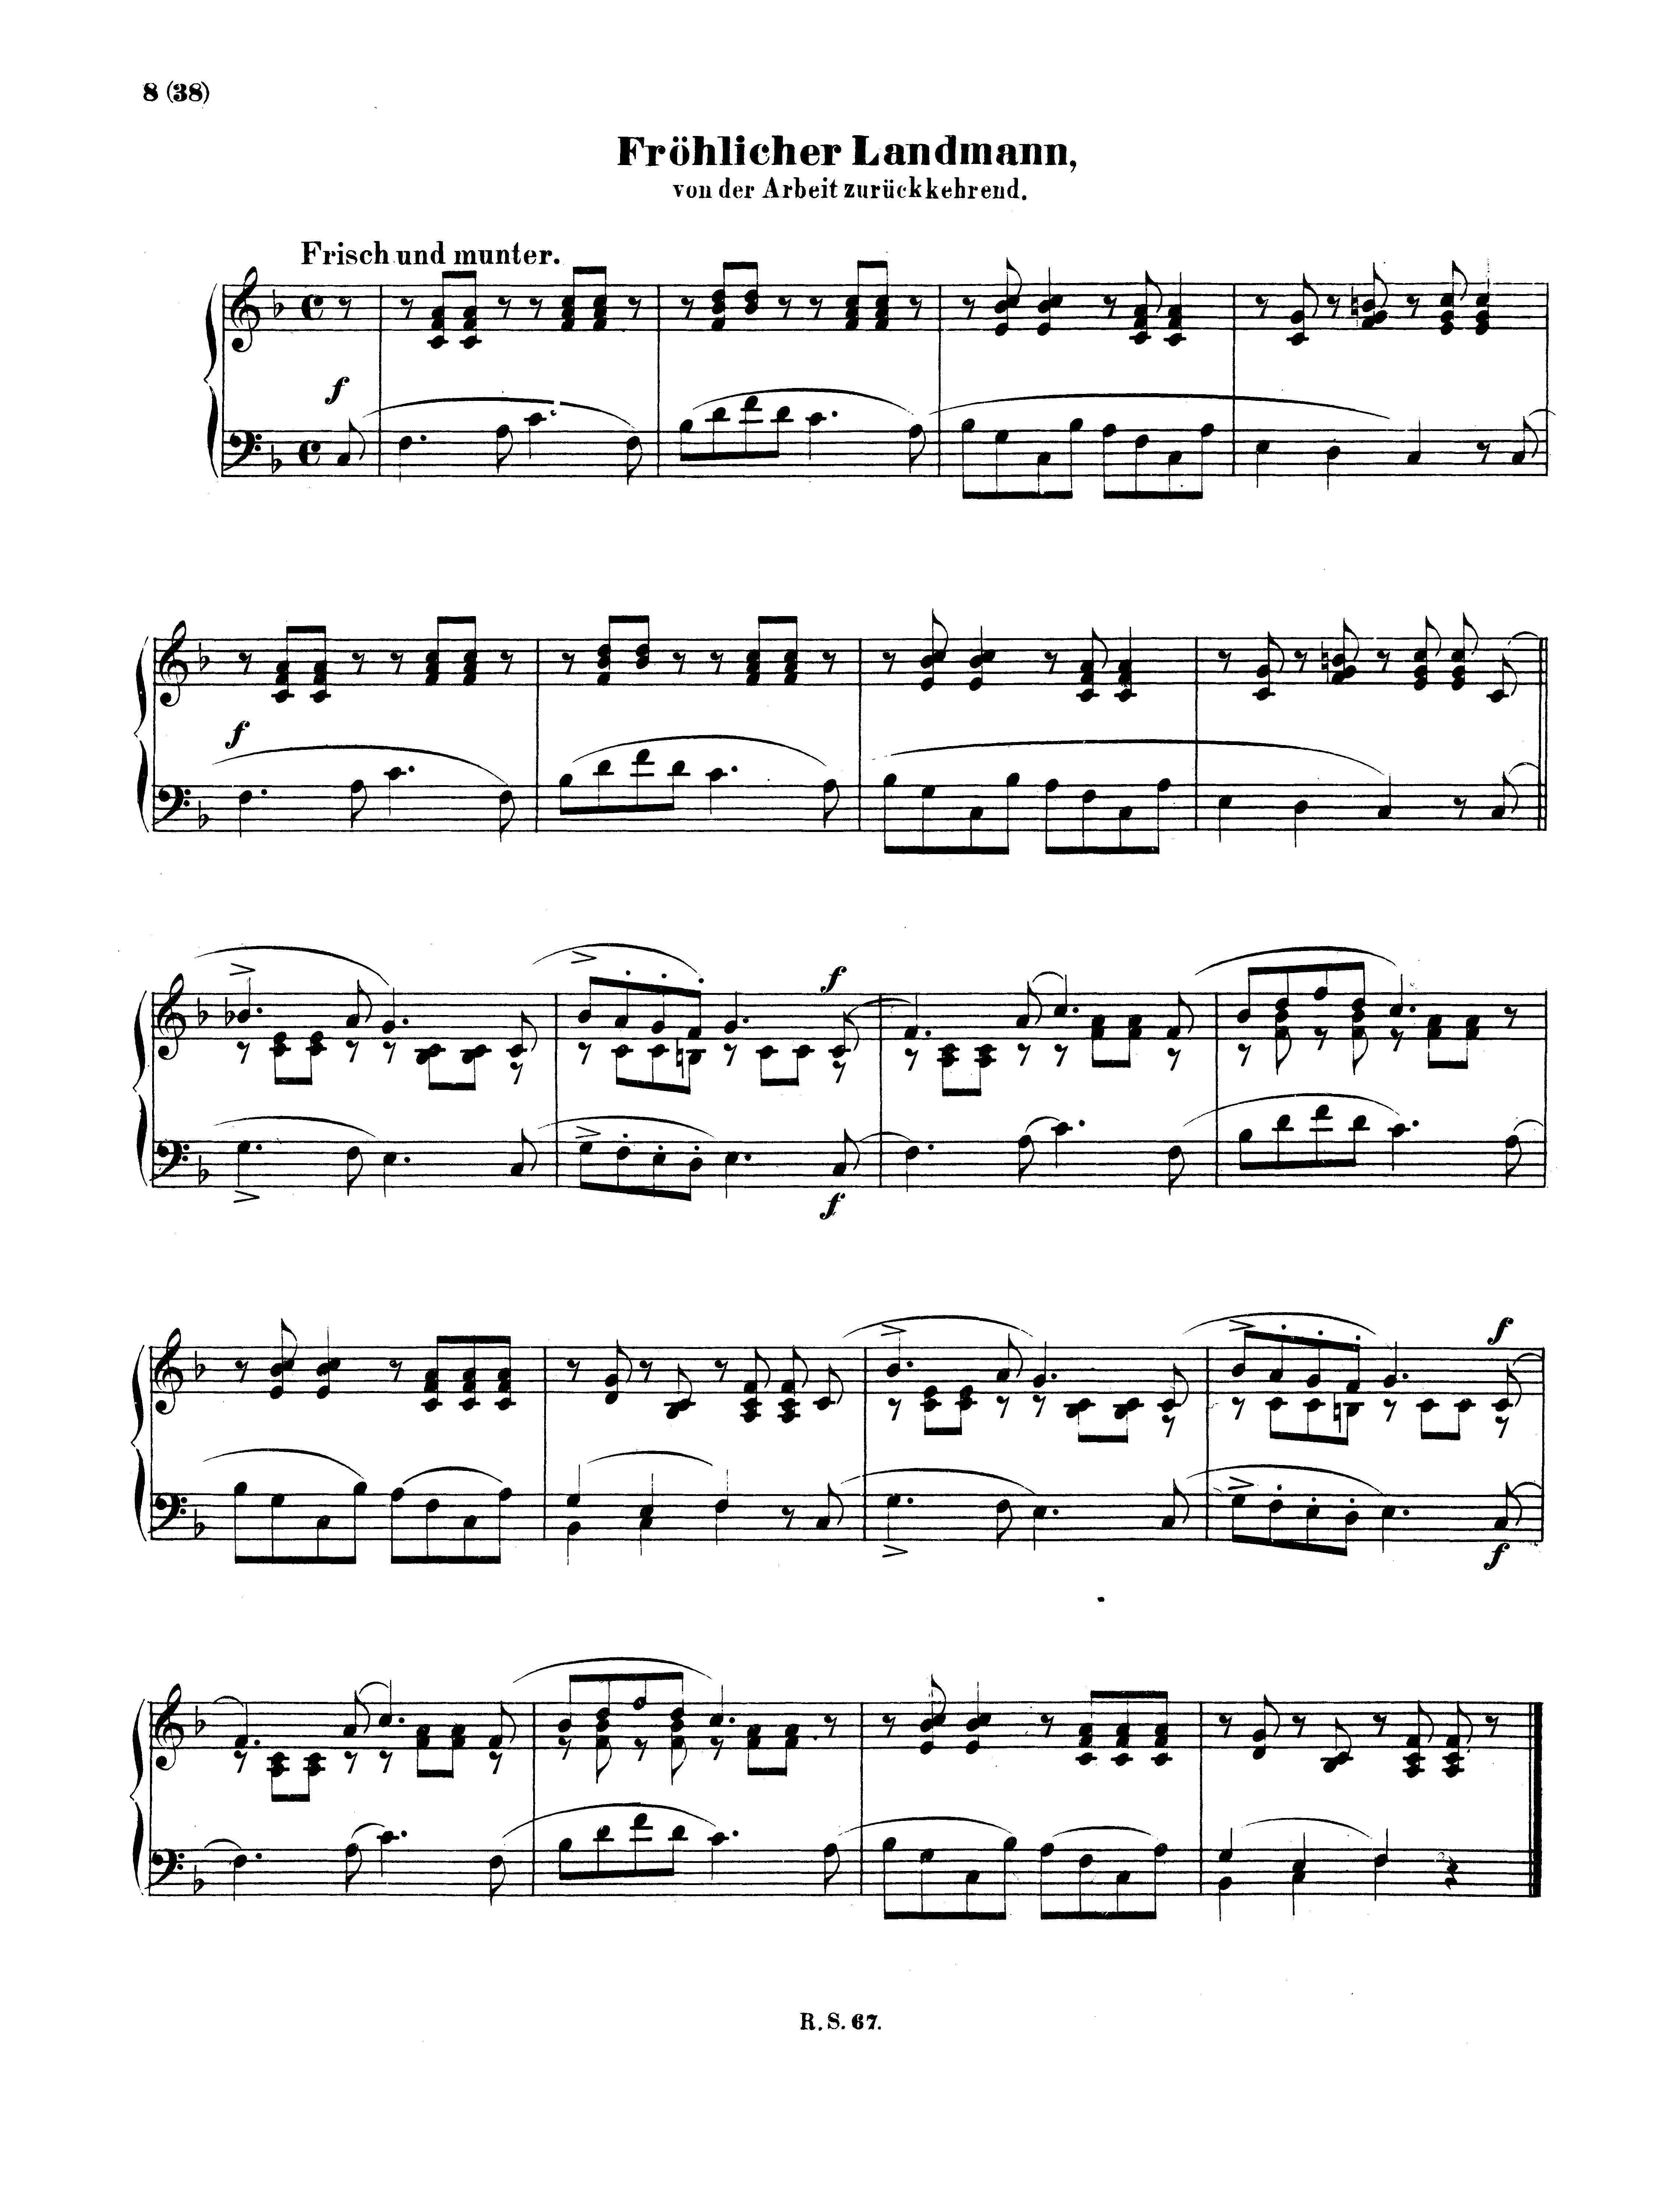 8 (38)
Fröhlicher Landmann,
von der Arbeit zurückkehrend.
Frisch und munter.
f
f
f
f
f
f
R. S. 67.